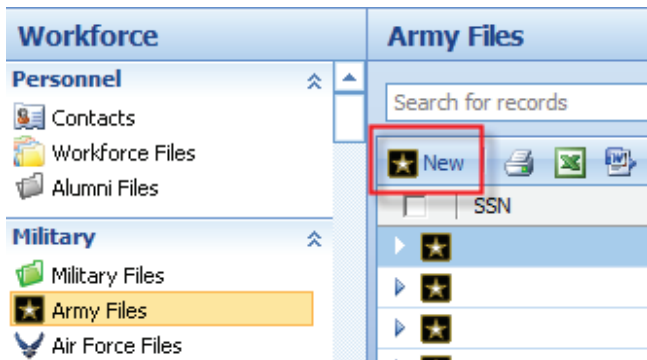 Workforce
Personnel
Contacts
Workforce Files
Alumni Files
Military
Military Files
Army Files
Air Force Files
Army Files
Search for records
New
SSN